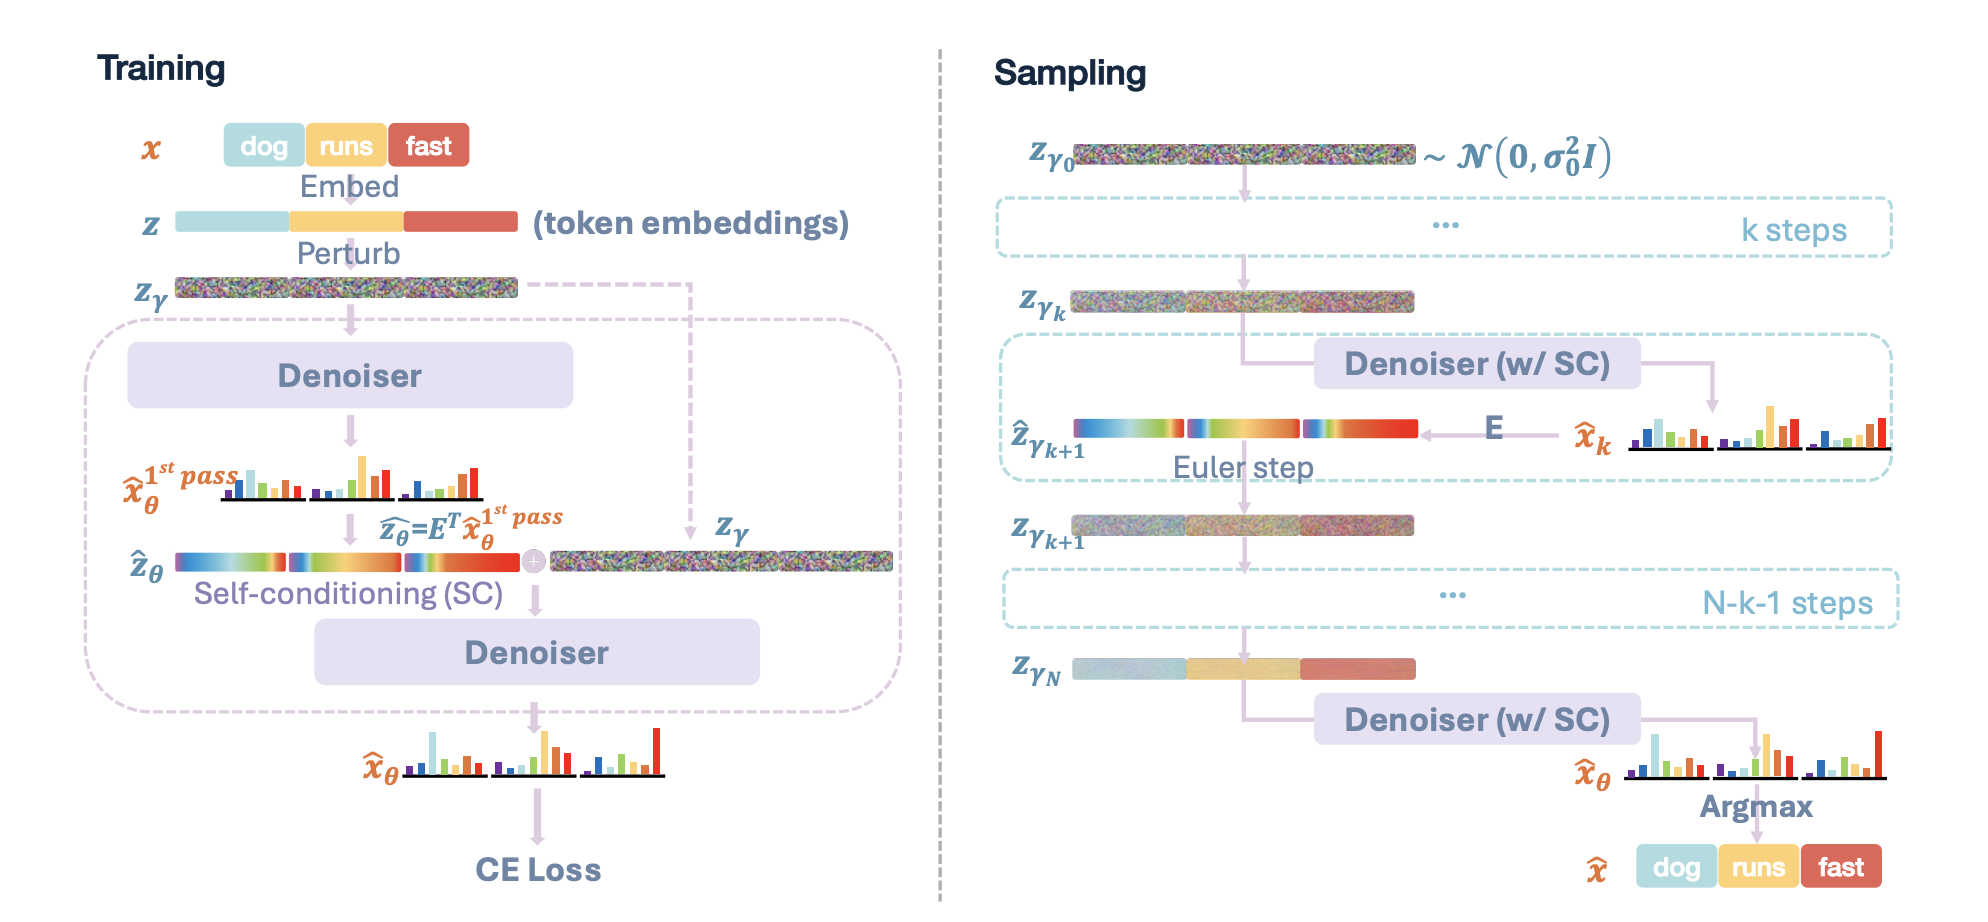 Training
x dog runs fast
Embed
z (token embeddings)
Perturb
z_γ
Denoiser
x̂_θ^{1st pass}
ẑ_θ=E^T x̂_θ^{1st pass}
z_γ
ẑ_θ +
Self-conditioning (SC)
Denoiser
x̂_θ
CE Loss
Sampling
z_{γ_0} ~ 𝒩(0, σ_0^2 I)
... k steps
z_{γ_k}
Denoiser (w/ SC)
ẑ_{γ_{k+1}} E x̂_k
Euler step
z_{γ_{k+1}}
... N-k-1 steps
z_{γ_N}
Denoiser (w/ SC)
x̂_θ
Argmax
x̂ dog runs fast